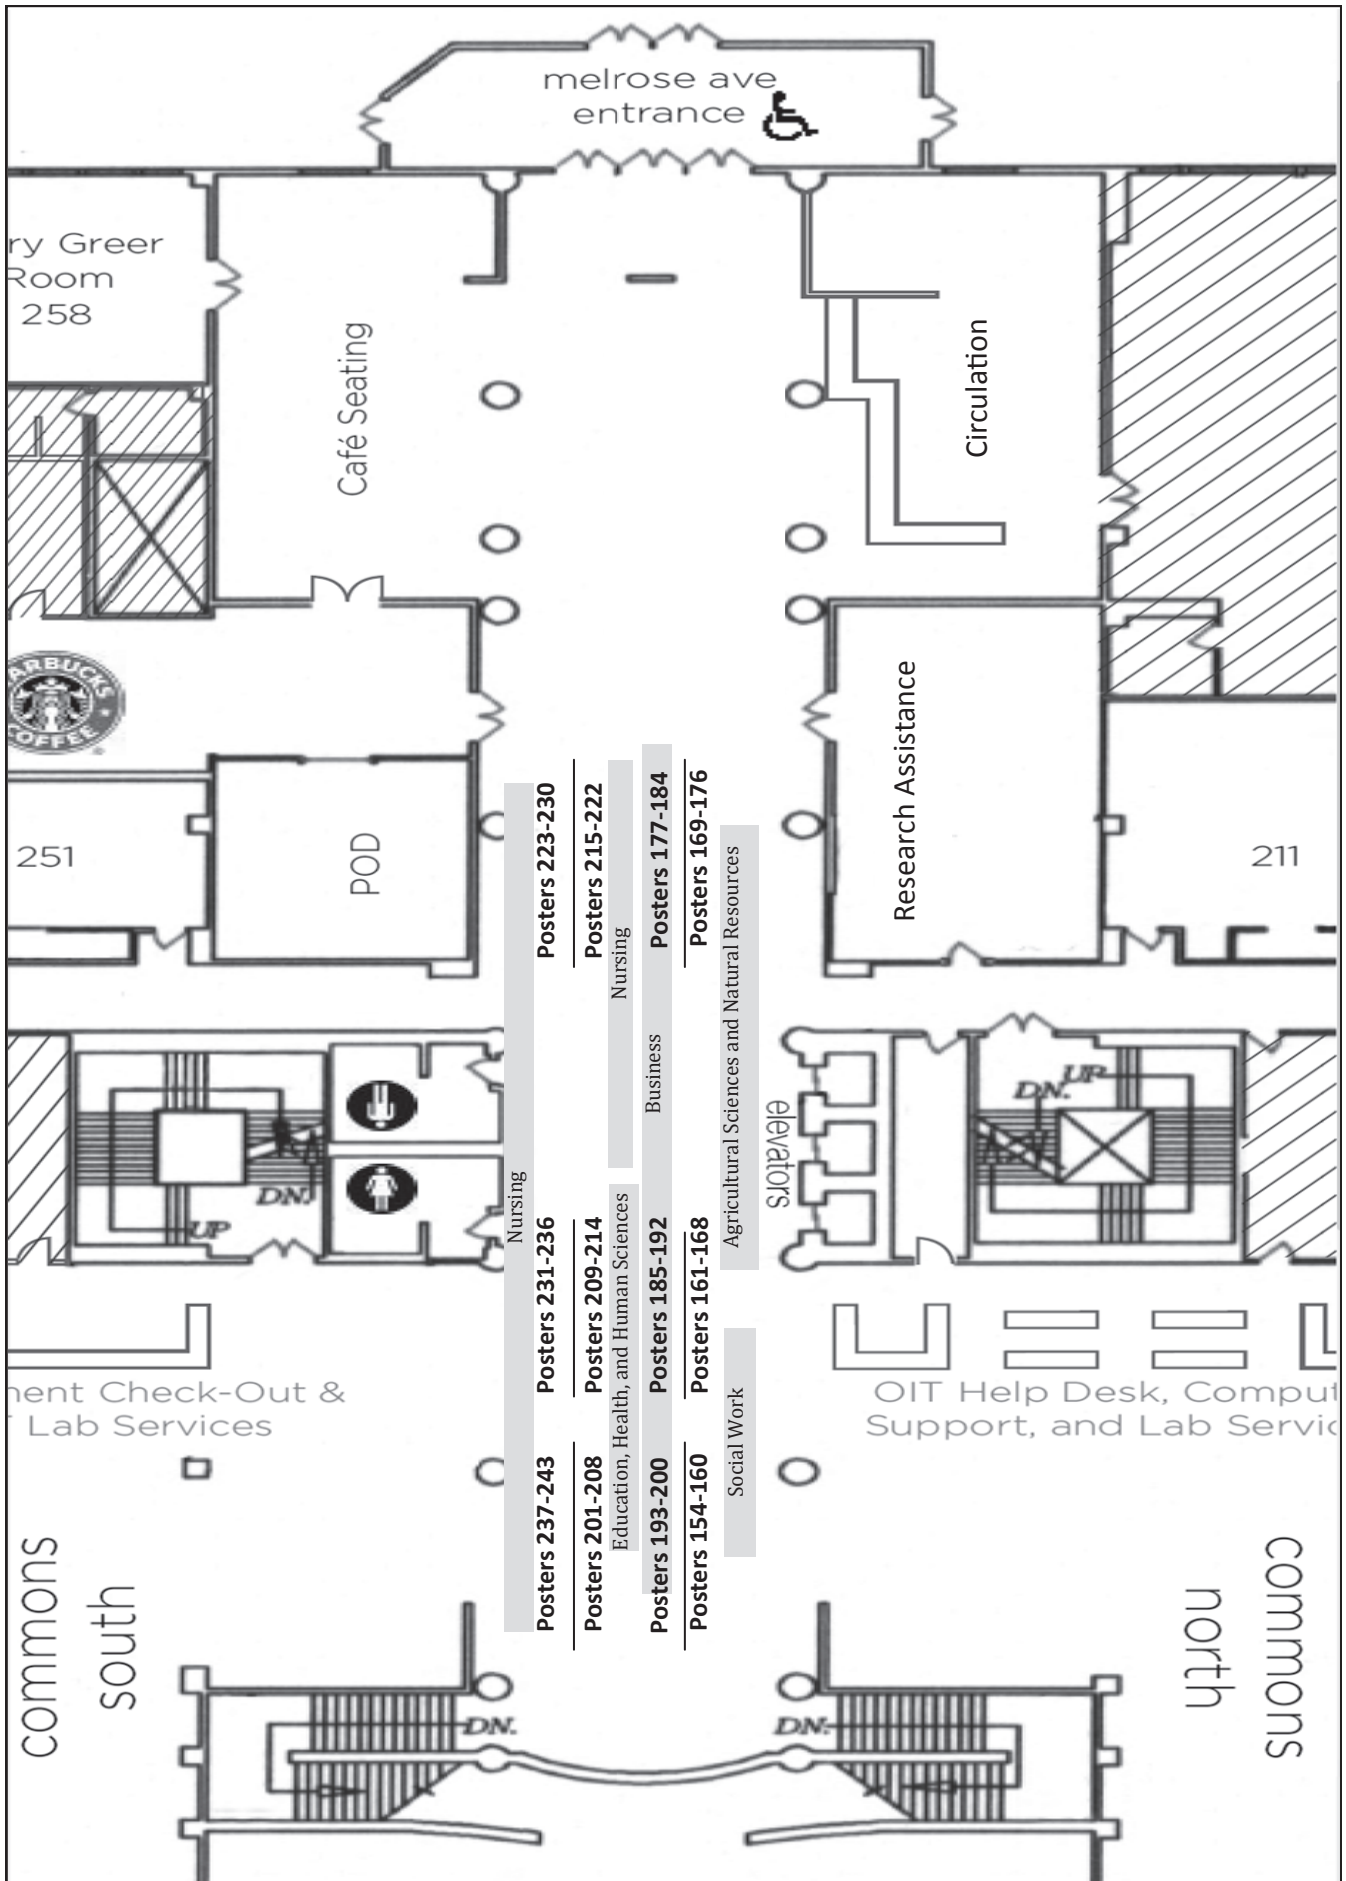 melrose ave
entrance
ry Greer
Room
258
Café Seating
Circulation
ARBUCKS
COFFEE
Research Assistance
251
POD
211
Posters 223-230
Posters 215-222
Nursing
Posters 177-184
Posters 169-176
Agricultural Sciences and Natural Resources
Business
Nursing
elevators
DN.
UP
UP
DN.
Posters 231-236
Posters 209-214
Education, Health, and Human Sciences
Posters 185-192
Posters 161-168
Social Work
ment Check-Out &
Lab Services
OIT Help Desk, Comput
Support, and Lab Servic
Posters 237-243
Posters 201-208
Posters 193-200
Posters 154-160
commons
south
commons
north
DN.
DN.